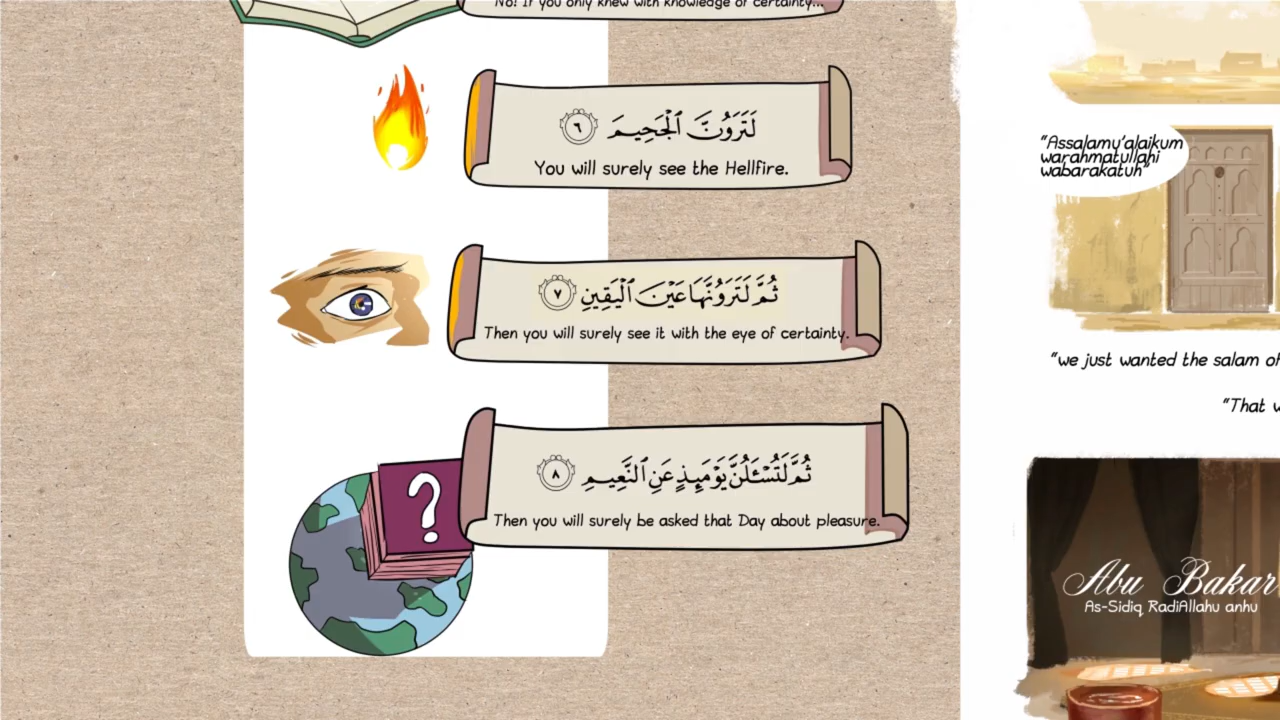 No! If you only knew with knowledge of certainty...
لَتَرَوُنَّ ٱلْجَحِيمَ ٦
You will surely see the Hellfire.
ثُمَّ لَتَرَوُنَّهَا عَيْنَ ٱلْيَقِينِ ٧
Then you will surely see it with the eye of certainty.
ثُمَّ لَتُسْـَٔلُنَّ يَوْمَئِذٍ عَنِ ٱلنَّعِيمِ ٨
Then you will surely be asked that Day about pleasure.
?
“Assalamu'alaikum
warahmatullahi
wabarakatuh”
“we just wanted the salam of
“That w
Abu Bakar
As-Sidiq RadiAllahu anhu